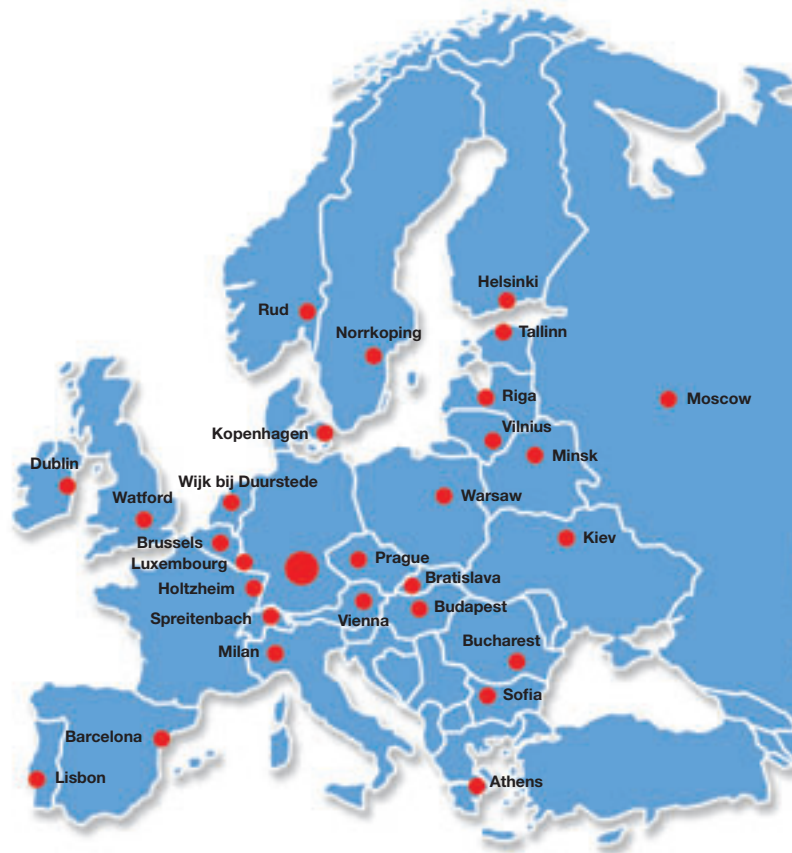 Helsinki
Rud
Tallinn
Norrkoping
Riga
Moscow
Vilnius
Kopenhagen
Minsk
Dublin
Wijk bij Duurstede
Watford
Warsaw
Kiev
Brussels
Prague
Luxembourg
Bratislava
Holtzheim
Budapest
Spreitenbach
Vienna
Bucharest
Milan
Sofia
Barcelona
Lisbon
Athens